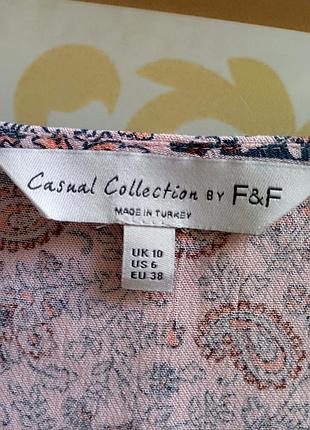 Casual Collection BY F&F
MADE IN TURKEY
UK 10
US 6
EU 38